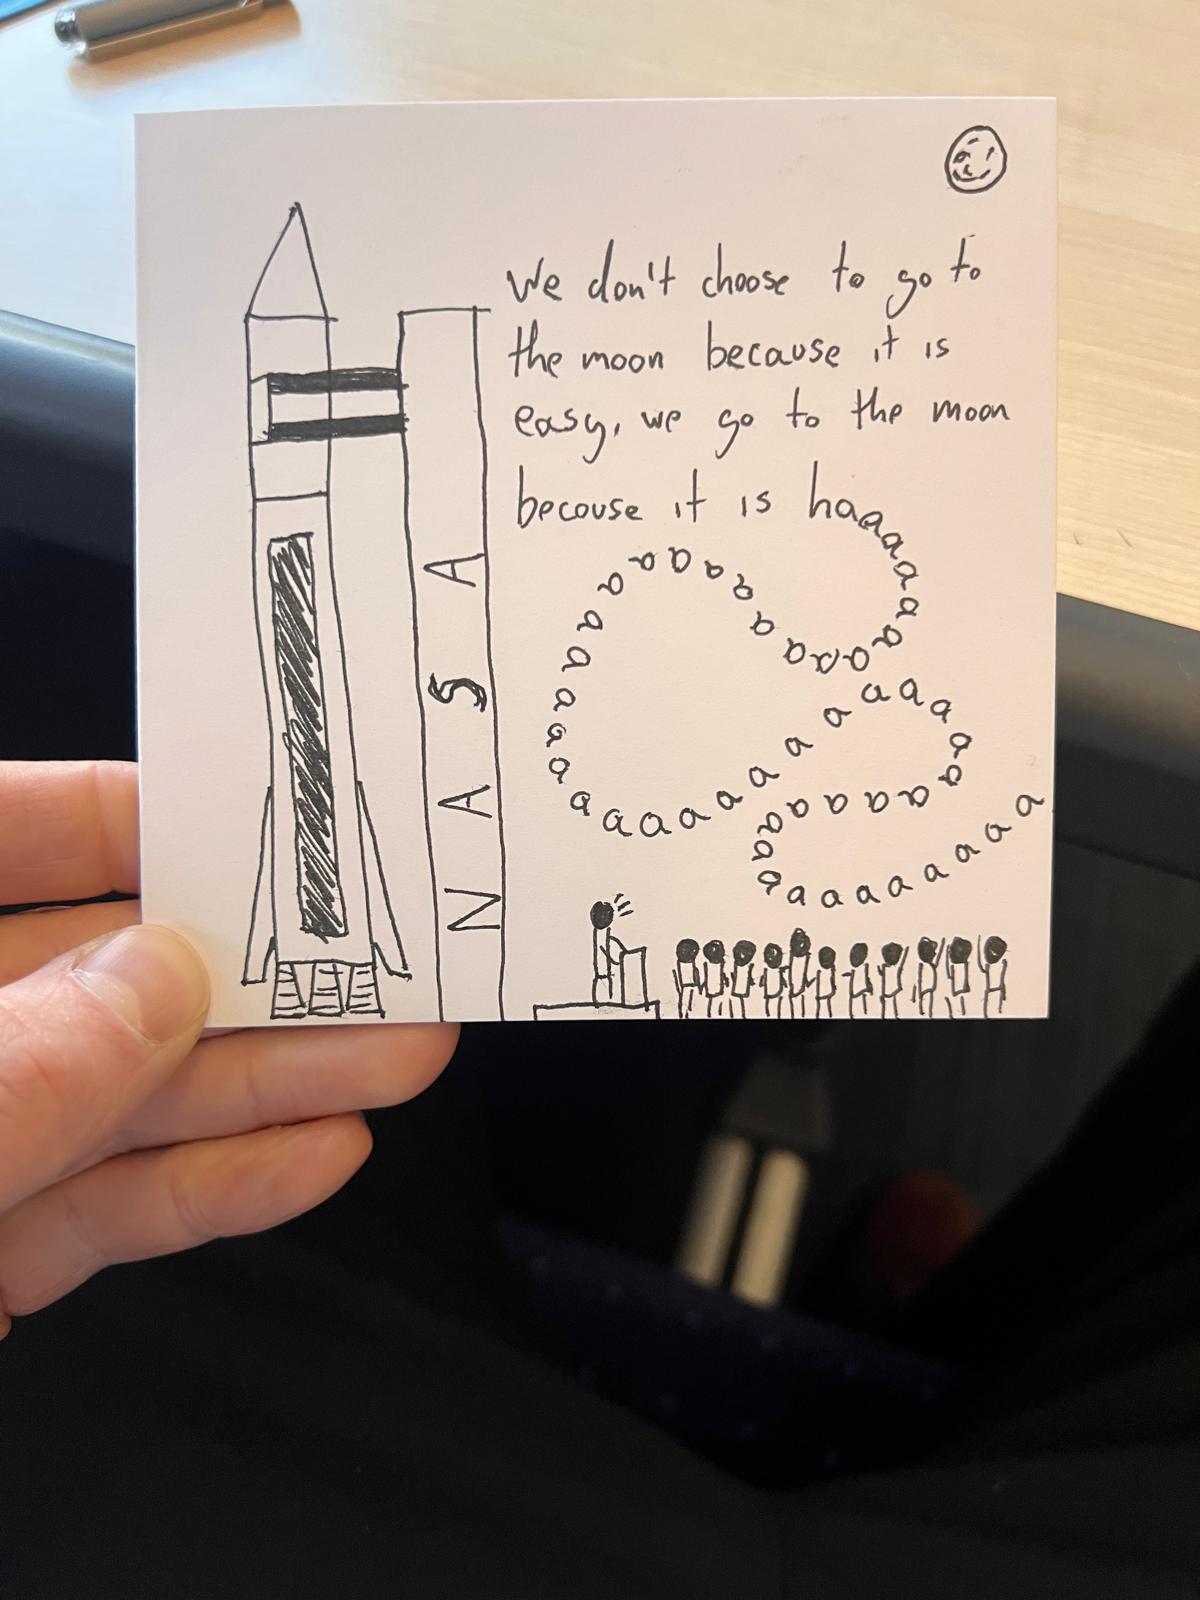 We don't choose to go to
the moon because it is
easy, we go to the moon
becouse it is haaaaaaaaaaaaaaaaaaaaaaaaaaaaaaaaaaaaaaaaaaaaaaaa
NASA